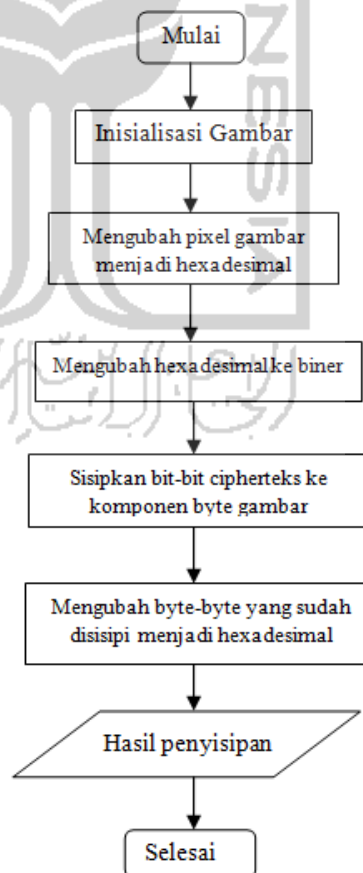 Mulai
NESIA
Inisialisasi Gambar
Mengubah pixel gambar
menjadi hexadesimal
Mengubah hexadesimal ke biner
Sisipkan bit-bit cipherteks ke
komponen byte gambar
Mengubah byte-byte yang sudah
disisipi menjadi hexadesimal
Hasil penyisipan
Selesai